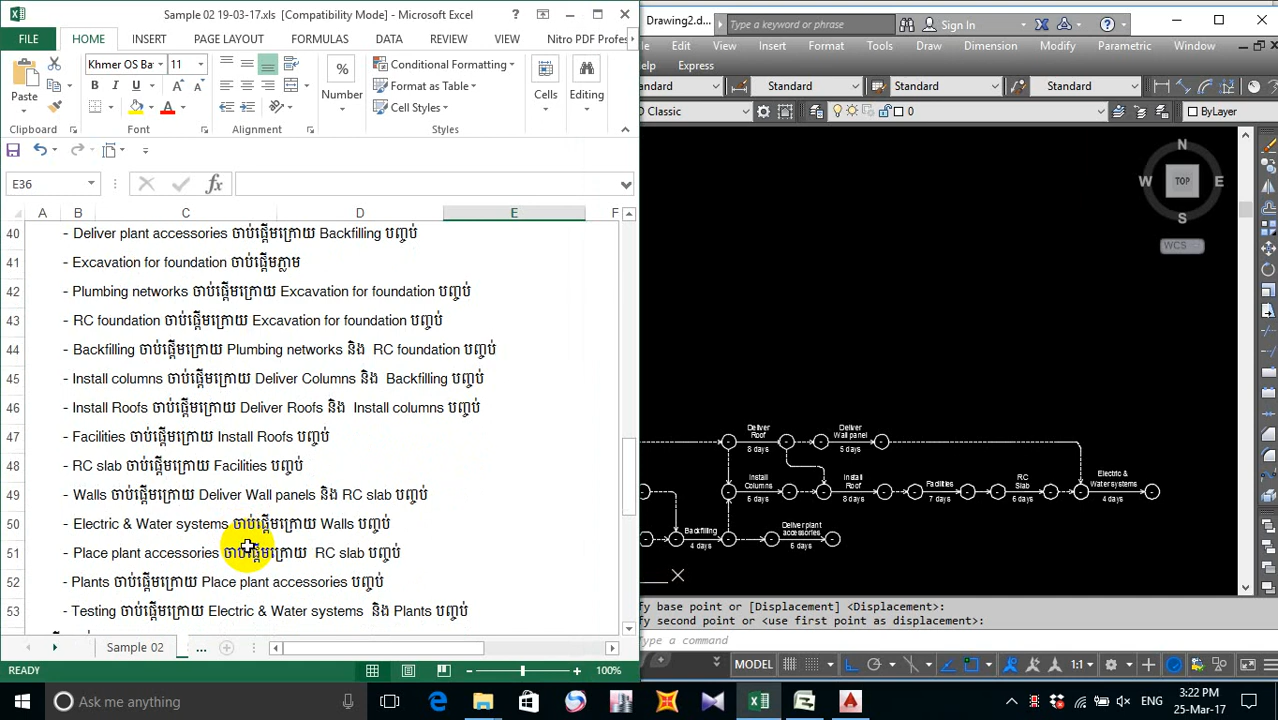 Sample 02 19-03-17.xls [Compatibility Mode] - Microsoft Excel
FILE HOME INSERT PAGE LAYOUT FORMULAS DATA REVIEW VIEW Nitro PDF Profes
Paste
Khmer OS Ba 11
Number
Conditional Formatting
Format as Table
Cell Styles
Cells
Editing
Clipboard Font Alignment Styles
E36
A B C D E F
40 - Deliver plant accessories ចាប់ផ្តើមក្រោយ Backfilling បញ្ចប់
41 - Excavation for foundation ចាប់ផ្តើមភ្លាម
42 - Plumbing networks ចាប់ផ្តើមក្រោយ Excavation for foundation បញ្ចប់
43 - RC foundation ចាប់ផ្តើមក្រោយ Excavation for foundation បញ្ចប់
44 - Backfilling ចាប់ផ្តើមក្រោយ Plumbing networks និង RC foundation បញ្ចប់
45 - Install columns ចាប់ផ្តើមក្រោយ Deliver Columns និង Backfilling បញ្ចប់
46 - Install Roofs ចាប់ផ្តើមក្រោយ Deliver Roofs និង Install columns បញ្ចប់
47 - Facilities ចាប់ផ្តើមក្រោយ Install Roofs បញ្ចប់
48 - RC slab ចាប់ផ្តើមក្រោយ Facilities បញ្ចប់
49 - Walls ចាប់ផ្តើមក្រោយ Deliver Wall panels និង RC slab បញ្ចប់
50 - Electric & Water systems ចាប់ផ្តើមក្រោយ Walls បញ្ចប់
51 - Place plant accessories ចាប់ផ្តើមក្រោយ RC slab បញ្ចប់
52 - Plants ចាប់ផ្តើមក្រោយ Place plant accessories បញ្ចប់
53 - Testing ចាប់ផ្តើមក្រោយ Electric & Water systems និង Plants បញ្ចប់
Sample 02 ...
READY 100%
Drawing2.d... Type a keyword or phrase Sign In
Edit View Insert Format Tools Draw Dimension Modify Parametric Window
Express
Standard Standard Standard
Classic 0 ByLayer
N
W TOP E
S
WCS
Deliver Roof
8 days
Deliver Wall panel
5 days
Install Columns
6 days
Install Roof
8 days
Facilities
7 days
RC Slab
6 days
Electric & Water systems
4 days
Backfilling
4 days
Deliver plant accessories
6 days
fy base point or [Displacement] <Displacement>:
fy second point or <use first point as displacement>:
Type a command
MODEL 1:1
Ask me anything
ENG
3:22 PM
25-Mar-17